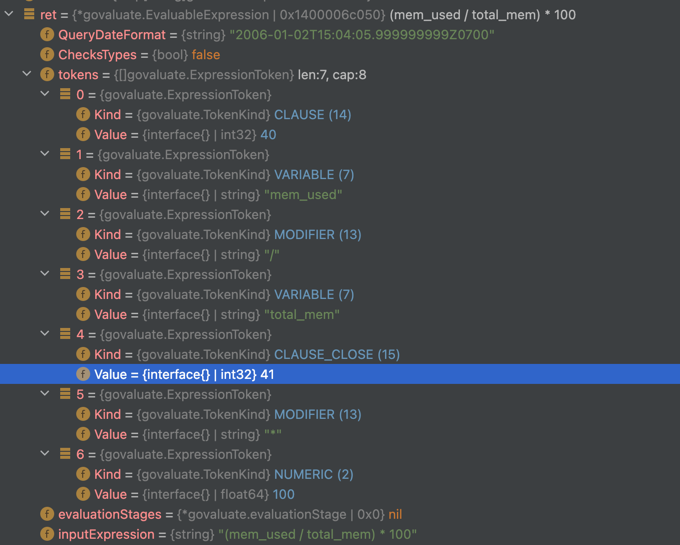 ret = {*govaluate.EvaluableExpression | 0x1400006c050} (mem_used / total_mem) * 100
f QueryDateFormat = {string} "2006-01-02T15:04:05.999999999Z0700"
f ChecksTypes = {bool} false
f tokens = {[]govaluate.ExpressionToken} len:7, cap:8
0 = {govaluate.ExpressionToken}
f Kind = {govaluate.TokenKind} CLAUSE (14)
f Value = {interface{} | int32} 40
1 = {govaluate.ExpressionToken}
f Kind = {govaluate.TokenKind} VARIABLE (7)
f Value = {interface{} | string} "mem_used"
2 = {govaluate.ExpressionToken}
f Kind = {govaluate.TokenKind} MODIFIER (13)
f Value = {interface{} | string} "/"
3 = {govaluate.ExpressionToken}
f Kind = {govaluate.TokenKind} VARIABLE (7)
f Value = {interface{} | string} "total_mem"
4 = {govaluate.ExpressionToken}
f Kind = {govaluate.TokenKind} CLAUSE_CLOSE (15)
f Value = {interface{} | int32} 41
5 = {govaluate.ExpressionToken}
f Kind = {govaluate.TokenKind} MODIFIER (13)
f Value = {interface{} | string} "*"
6 = {govaluate.ExpressionToken}
f Kind = {govaluate.TokenKind} NUMERIC (2)
f Value = {interface{} | float64} 100
f evaluationStages = {*govaluate.evaluationStage | 0x0} nil
f inputExpression = {string} "(mem_used / total_mem) * 100"